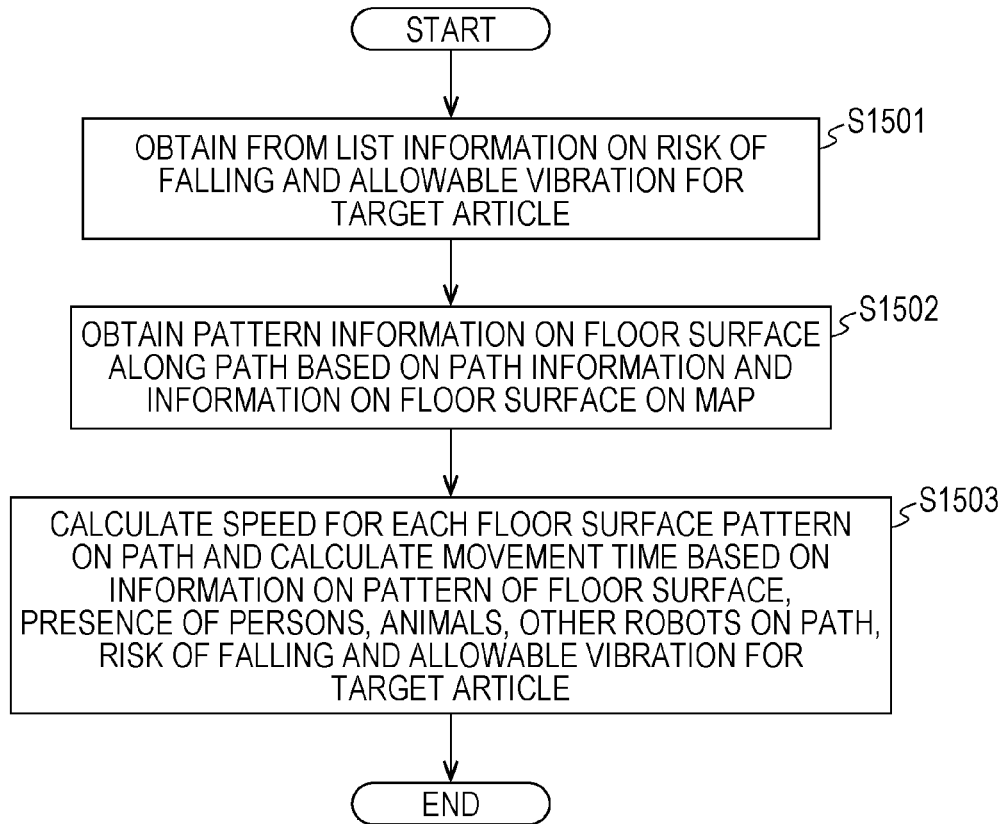 START
S1501
OBTAIN FROM LIST INFORMATION ON RISK OF
FALLING AND ALLOWABLE VIBRATION FOR
TARGET ARTICLE
S1502
OBTAIN PATTERN INFORMATION ON FLOOR SURFACE
ALONG PATH BASED ON PATH INFORMATION AND
INFORMATION ON FLOOR SURFACE ON MAP
S1503
CALCULATE SPEED FOR EACH FLOOR SURFACE PATTERN
ON PATH AND CALCULATE MOVEMENT TIME BASED ON
INFORMATION ON PATTERN OF FLOOR SURFACE,
PRESENCE OF PERSONS, ANIMALS, OTHER ROBOTS ON PATH,
RISK OF FALLING AND ALLOWABLE VIBRATION FOR
TARGET ARTICLE
END